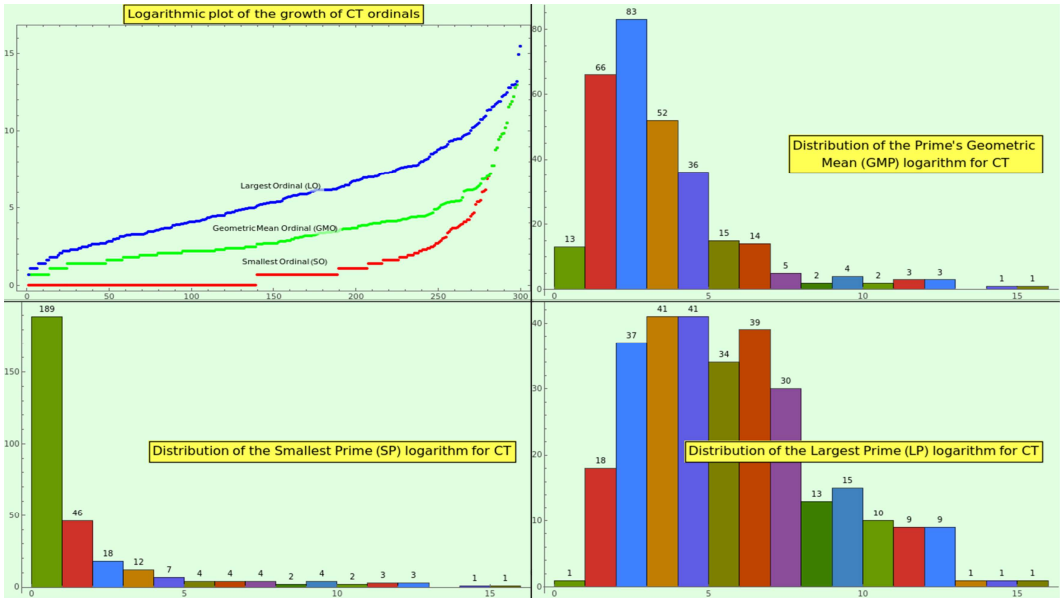 Logarithmic plot of the growth of CT ordinals
15
10
5
0
Largest Ordinal (LO)
Geometric Mean Ordinal (GMO)
Smallest Ordinal (SO)
0 50 100 150 200 250 300
80
60
40
20
0
13 66 83 52 36 15 14 5 2 4 2 3 3 1 1
Distribution of the Prime's Geometric
Mean (GMP) logarithm for CT
0 5 10 15
150
100
50
0
189 46 18 12 7 4 4 4 2 4 2 3 3 1 1
Distribution of the Smallest Prime (SP) logarithm for CT
0 5 10 15
40
30
20
10
0
1 18 37 41 41 34 39 30 13 15 10 9 9 1 1 1
Distribution of the Largest Prime (LP) logarithm for CT
0 5 10 15